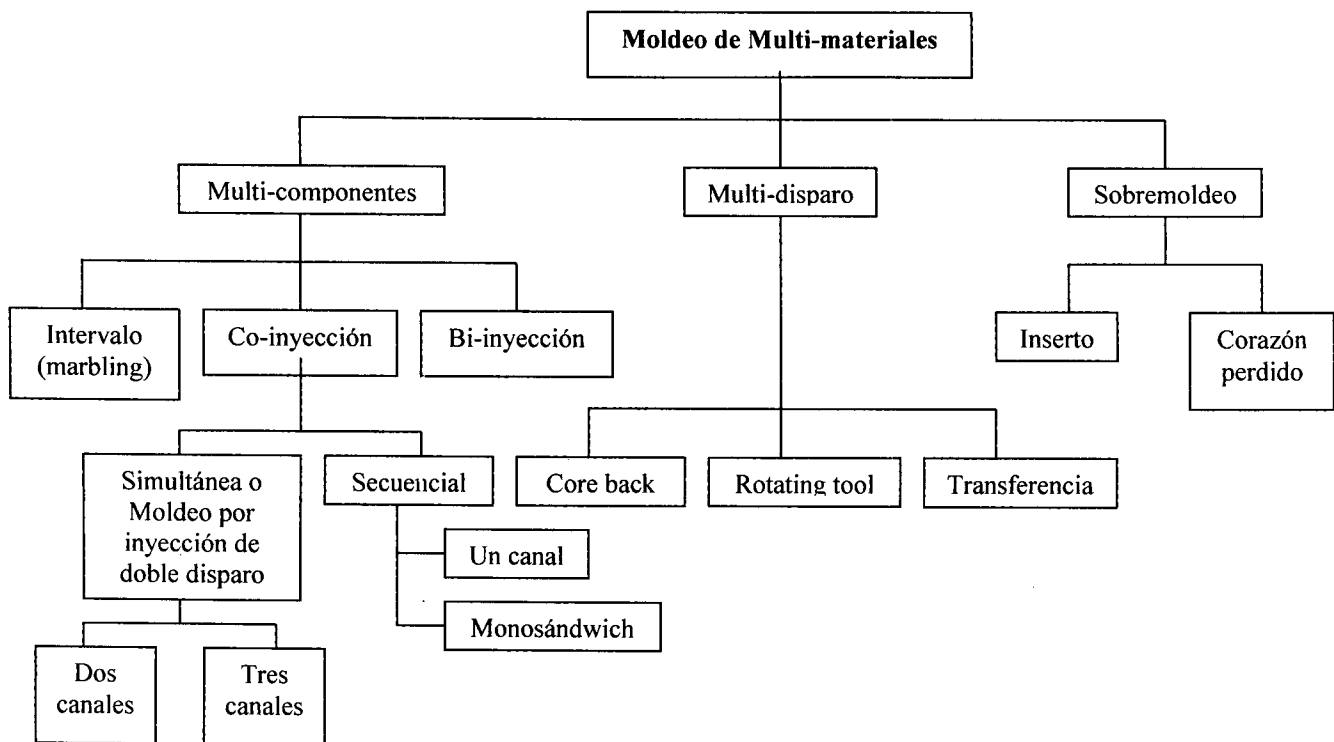 Moldeo de Multi-materiales
Multi-componentes
Multi-disparo
Sobremoldeo
Intervalo
(marbling)
Co-inyección
Bi-inyección
Inserto
Corazón
perdido
Simultánea o
Moldeo por
inyección de
doble disparo
Secuencial
Core back
Rotating tool
Transferencia
Un canal
Monosándwich
Dos
canales
Tres
canales